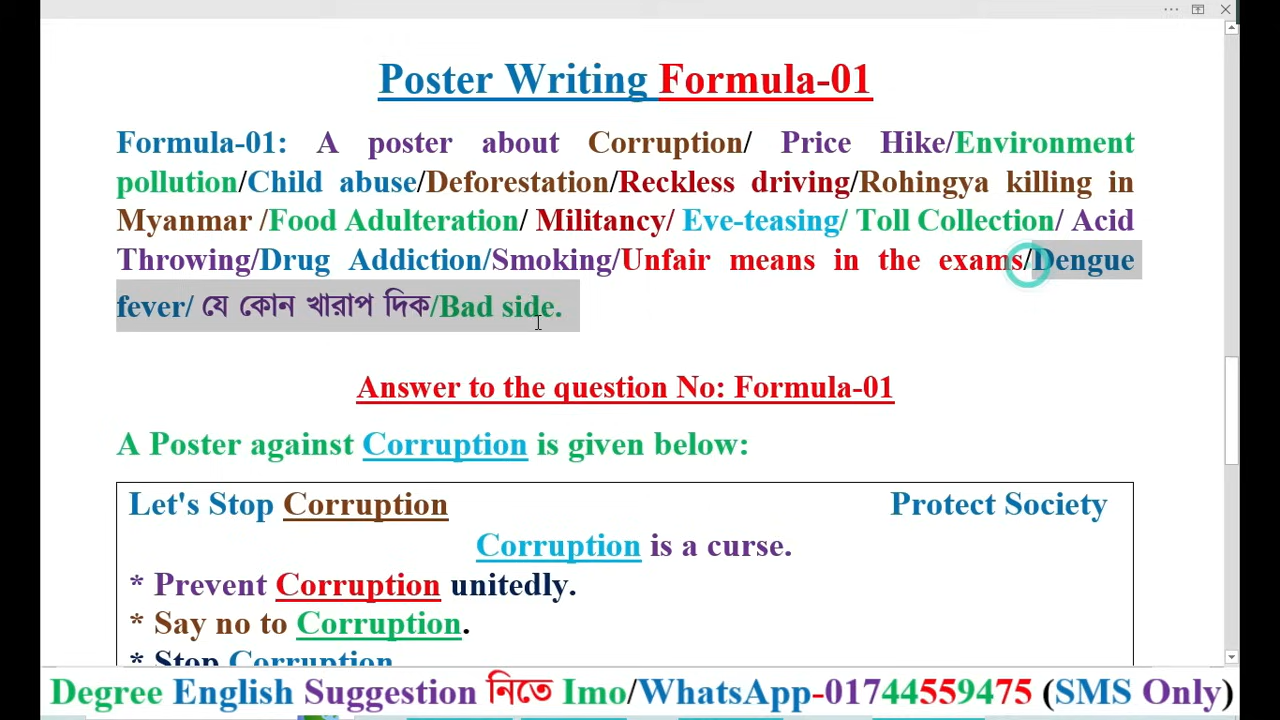 Poster Writing Formula-01
Formula-01: A poster about Corruption/ Price Hike/Environment
pollution/Child abuse/Deforestation/Reckless driving/Rohingya killing in
Myanmar /Food Adulteration/ Militancy/ Eve-teasing/ Toll Collection/ Acid
Throwing/Drug Addiction/Smoking/Unfair means in the exams/Dengue
fever/ যে কোন খারাপ দিক/Bad side.
Answer to the question No: Formula-01
A Poster against Corruption is given below:
Let's Stop Corruption Protect Society
Corruption is a curse.
* Prevent Corruption unitedly.
* Say no to Corruption.
* Stop Corruption
Degree English Suggestion নিতে Imo/WhatsApp-01744559475 (SMS Only)